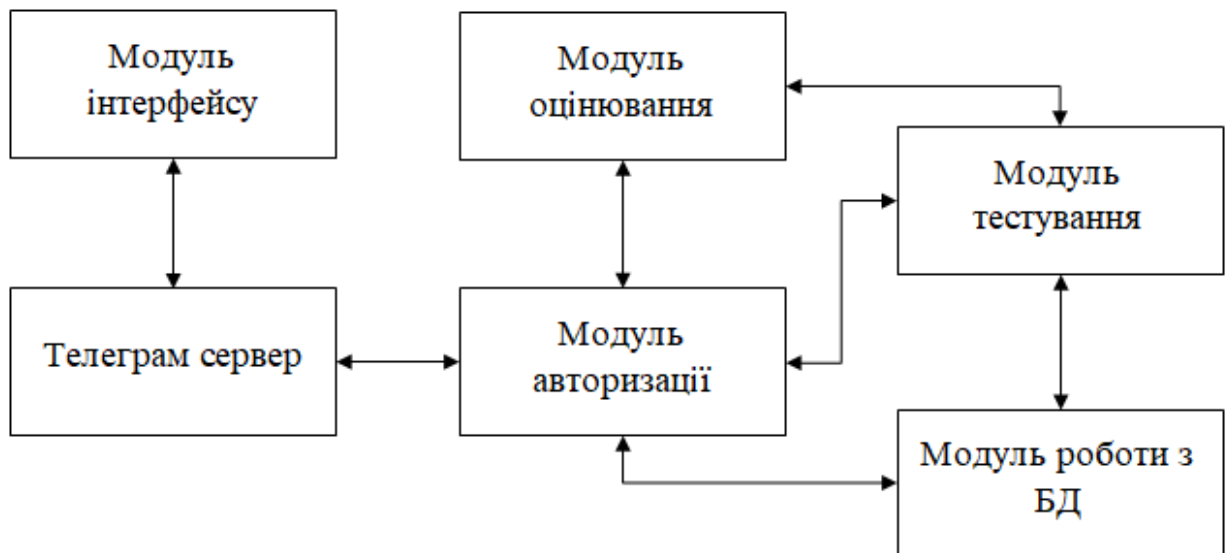 Модуль
інтерфейсу
Модуль
оцінювання
Модуль
тестування
Телеграм сервер
Модуль
авторизації
Модуль роботи з
БД